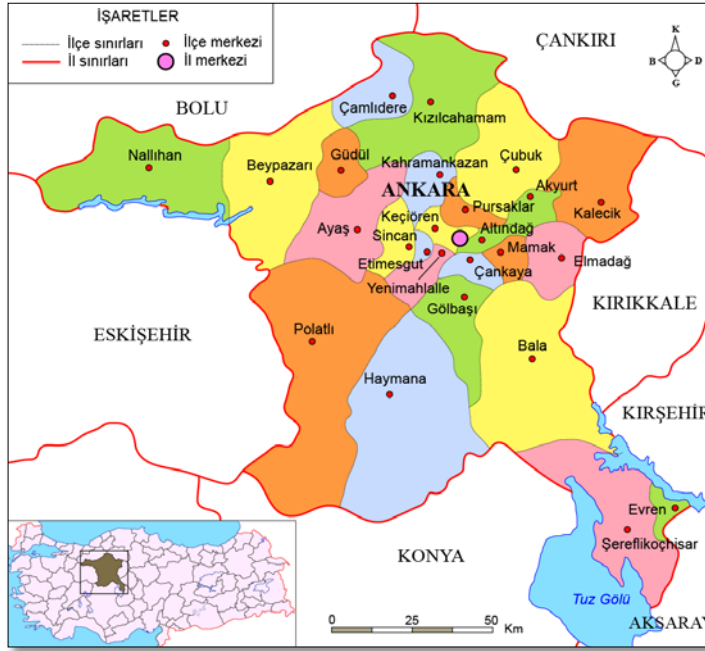 İŞARETLER
İlçe sınırları
İlçe merkezi
İl sınırları
İl merkezi
ÇANKIRI
K
B
D
G
BOLU
Çamlıdere
Kızılcahamam
Nallıhan
Beypazarı
Güdül
Kahramankazan
Çubuk
ANKARA
Akyurt
Pursaklar
Kalecik
Ayaş
Keçiören
Altındağ
Sincan
Mamak
Etimesgut
Çankaya
Elmadağ
Yenimahlalle
Gölbaşı
KIRIKKALE
ESKİŞEHİR
Polatlı
Bala
Haymana
KIRŞEHİR
Evren
Şereflikoçhisar
KONYA
Tuz Gölü
AKSARAY
0 25 50
Km